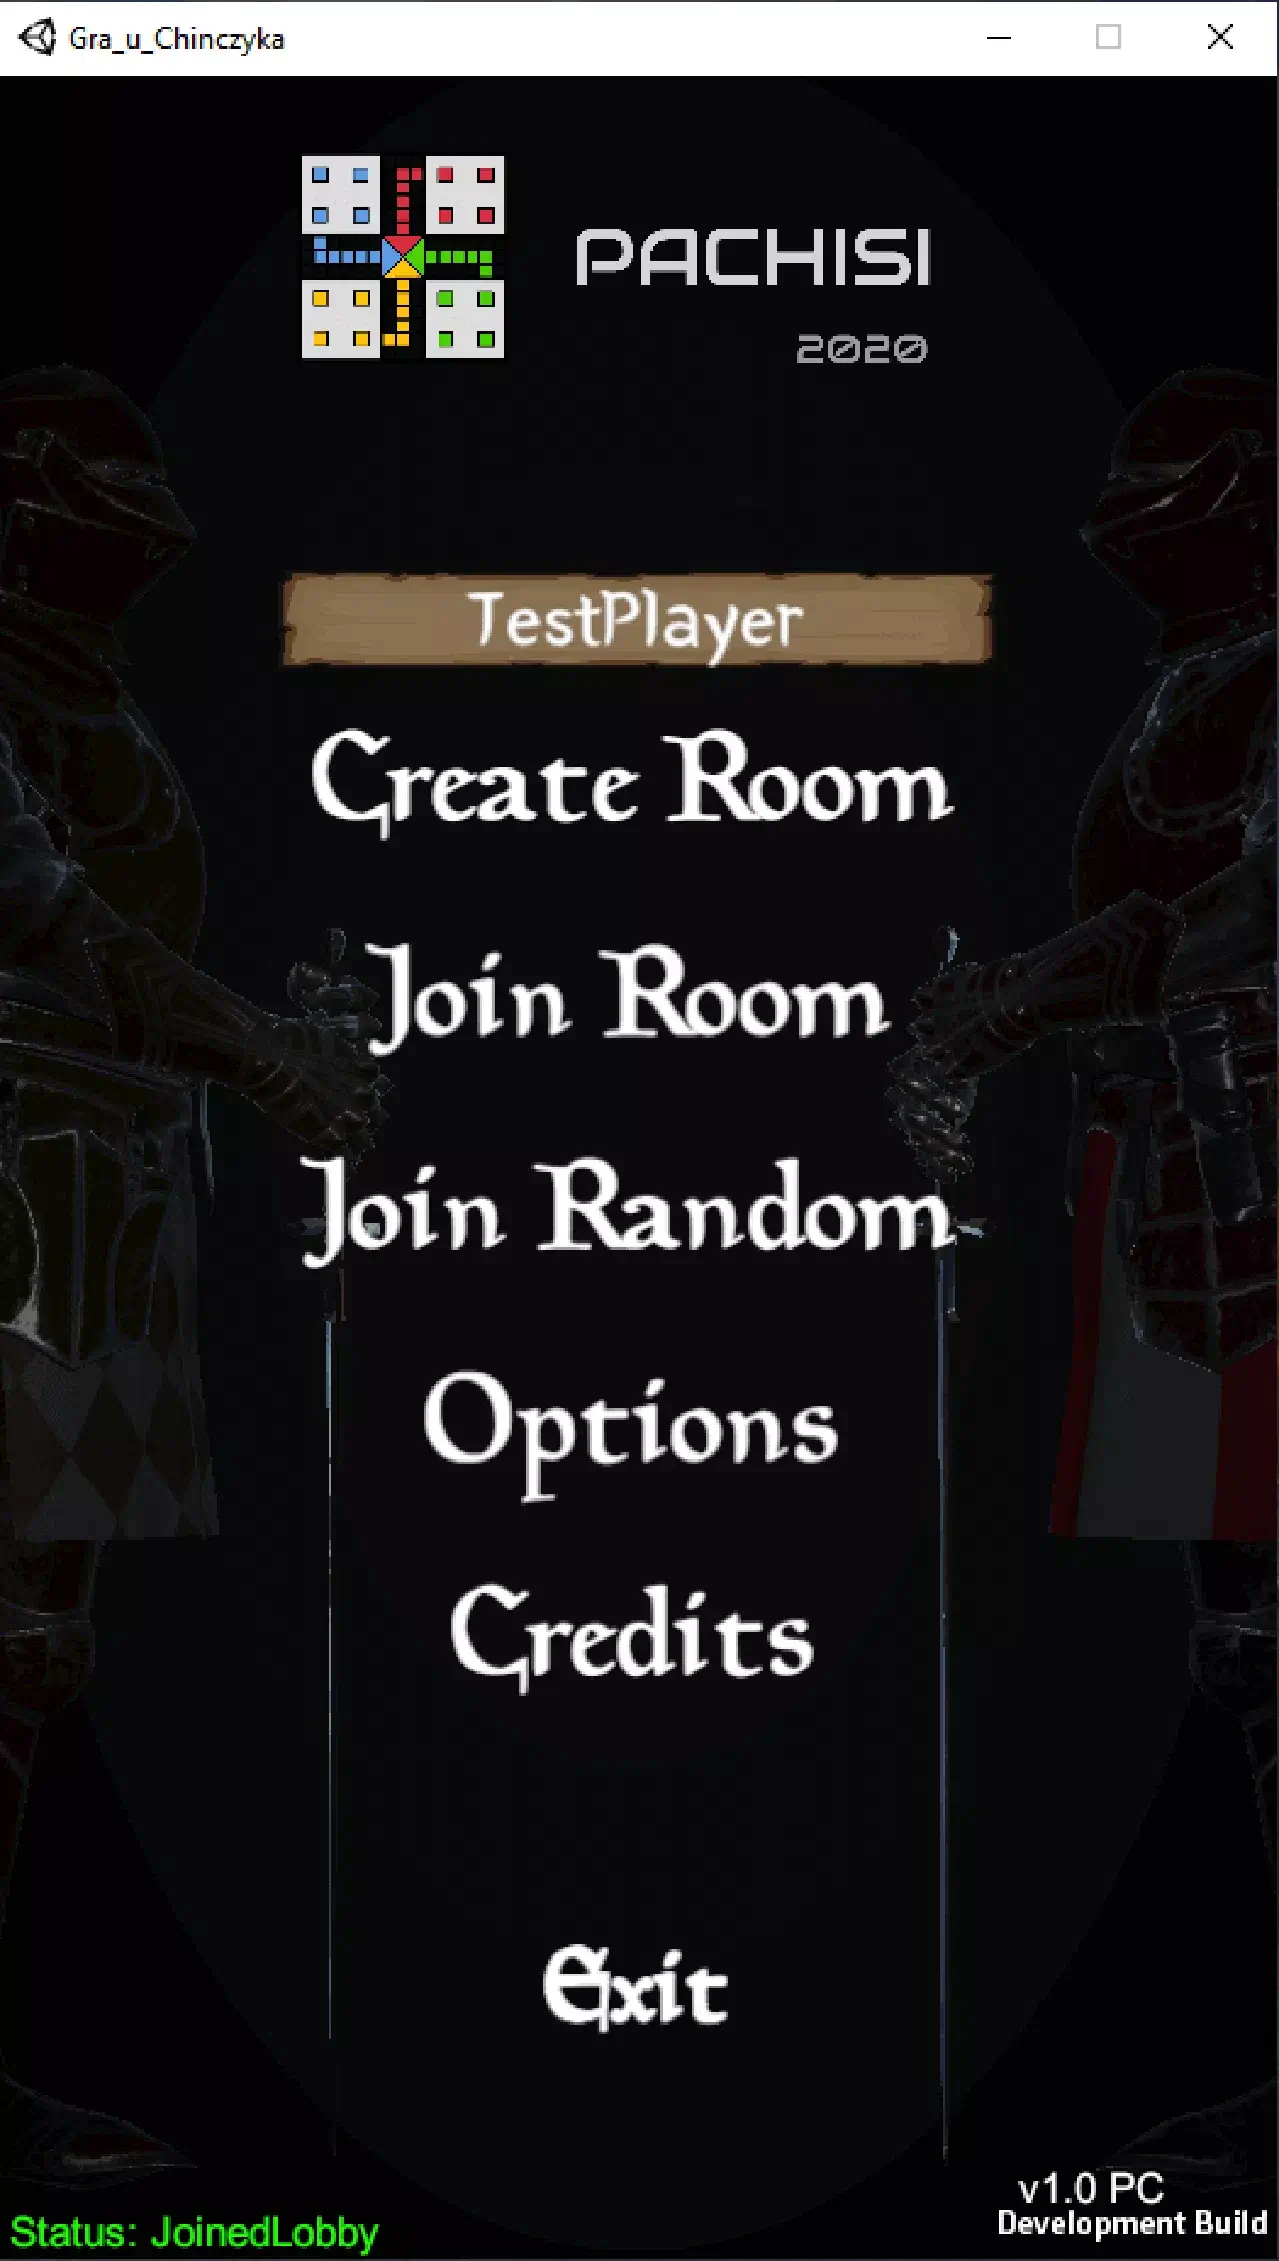 Gra_u_Chinczyka
PACHISI
2020
TestPlayer
Create Room
Join Room
Join Random
Options
Credits
Exit
v1.0 PC
Development Build
Status: JoinedLobby